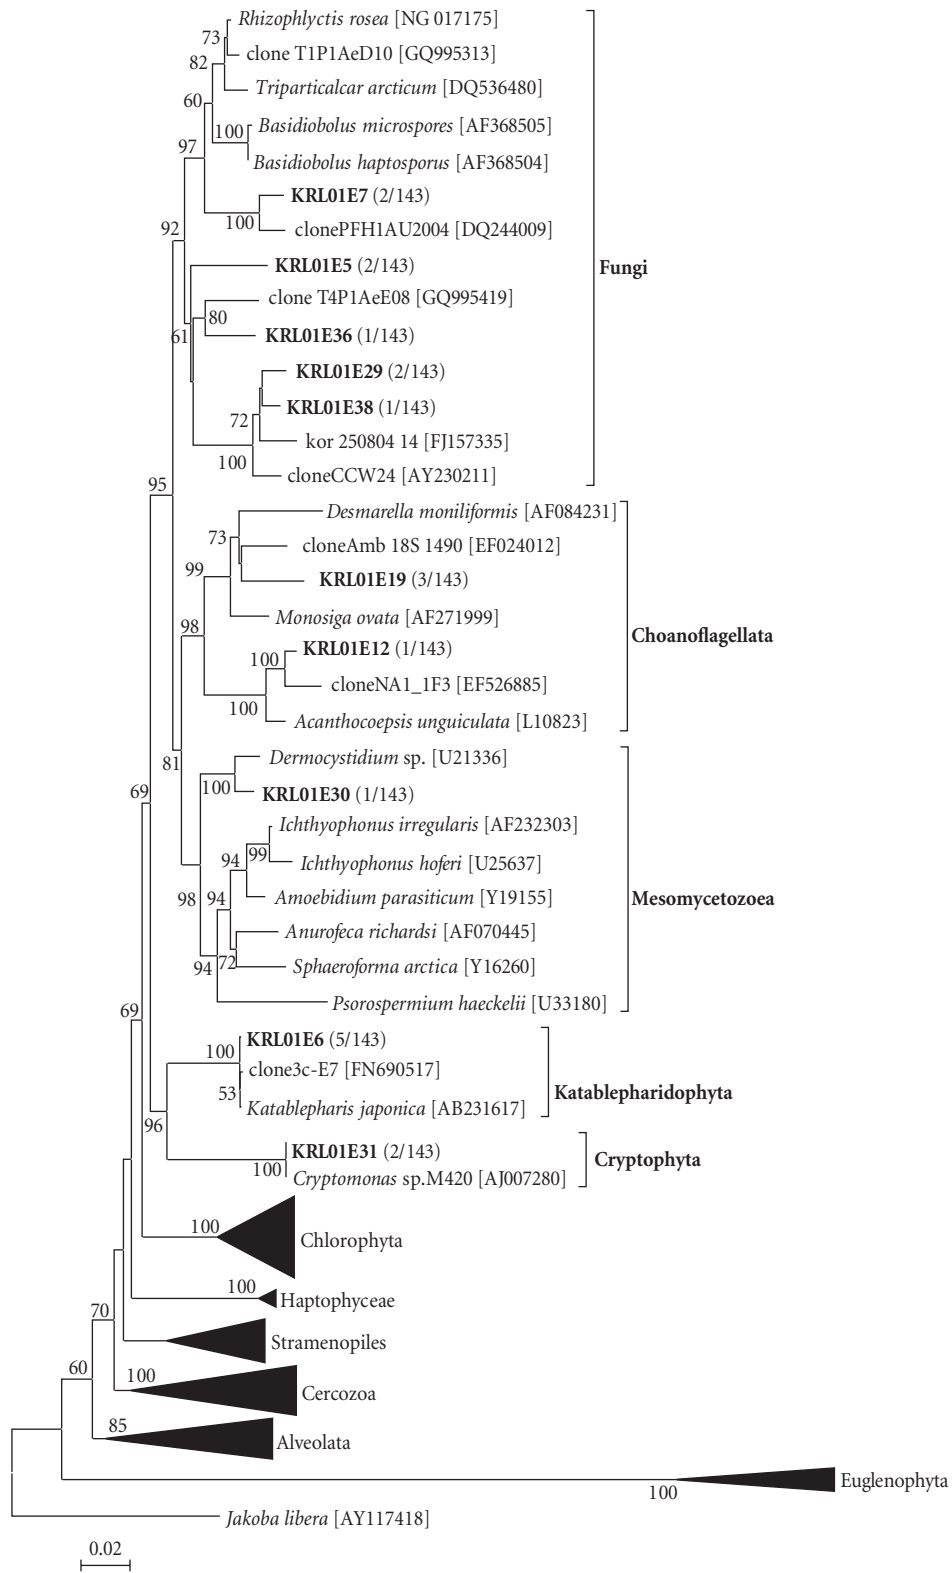 Rhizophlyctis rosea [NG 017175]
73
clone T1P1AeD10 [GQ995313]
82
Triparticalcar arcticum [DQ536480]
60
100
Basidiobolus microspores [AF368505]
97
Basidiobolus haptosporus [AF368504]
KRL01E7 (2/143)
100
clonePFH1AU2004 [DQ244009]
92
KRL01E5 (2/143)
Fungi
clone T4P1AeE08 [GQ995419]
80
61
KRL01E36 (1/143)
KRL01E29 (2/143)
KRL01E38 (1/143)
72
kor 250804 14 [FJ157335]
100
cloneCCW24 [AY230211]
95
Desmarella moniliformis [AF084231]
73
cloneAmb 18S 1490 [EF024012]
99
KRL01E19 (3/143)
Monosiga ovata [AF271999]
98
Choanoflagellata
KRL01E12 (1/143)
100
cloneNA1_1F3 [EF526885]
100
Acanthocoepsis unguiculata [L10823]
81
Dermocystidium sp. [U21336]
100
69
KRL01E30 (1/143)
Ichthyophonus irregularis [AF232303]
94
99
Ichthyophonus hoferi [U25637]
98
94
Amoebidium parasiticum [Y19155]
Mesomycetozoea
Anurofeca richardsi [AF070445]
94
72
Sphaeroforma arctica [Y16260]
Psorospermium haeckelii [U33180]
69
KRL01E6 (5/143)
100
clone3c-E7 [FN690517]
53
Katablepharidophyta
Katablepharis japonica [AB231617]
96
KRL01E31 (2/143)
Cryptophyta
100
Cryptomonas sp.M420 [AJ007280]
100
Chlorophyta
100
Haptophyceae
70
Stramenopiles
60
100
Cercozoa
85
Alveolata
Euglenophyta
100
Jakoba libera [AY117418]
0.02